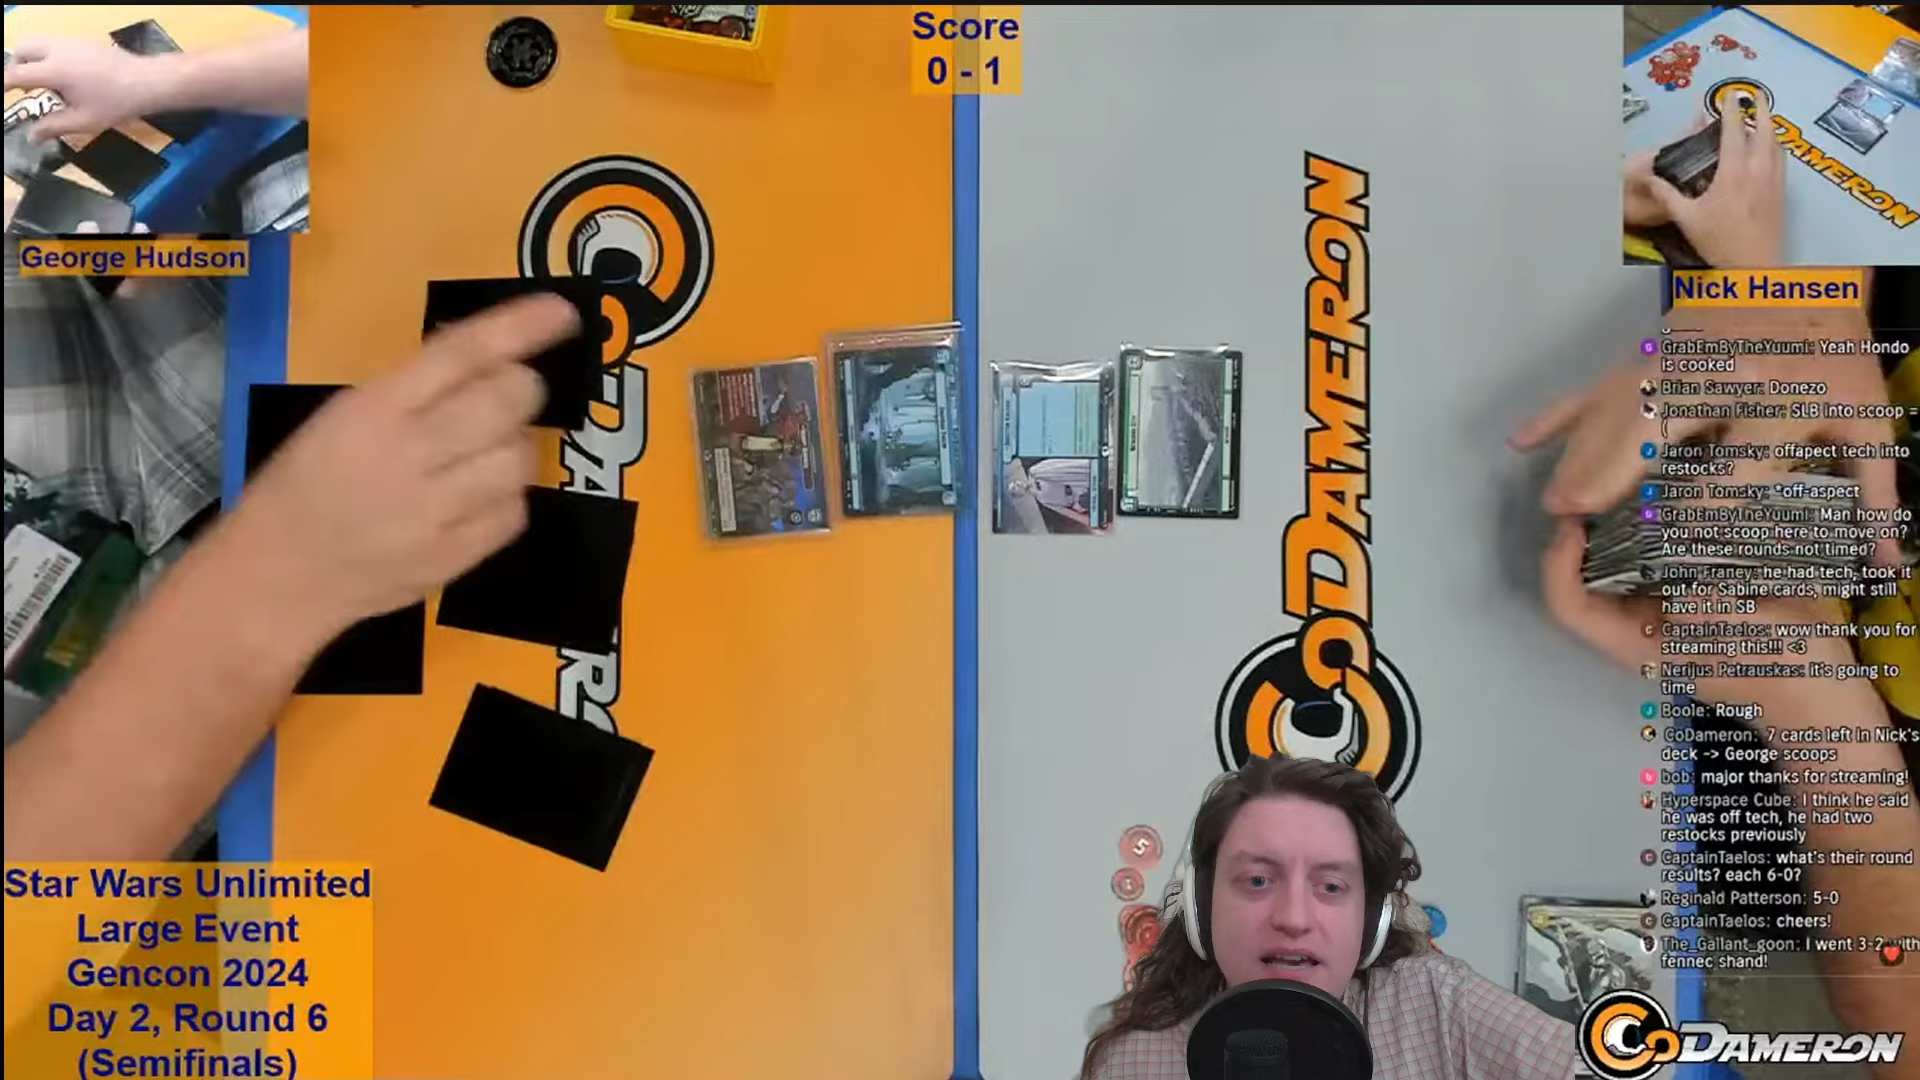 Score
0 - 1
George Hudson
Nick Hansen
CODAMERON
CODAMERON
DAMERON
GrabEmByTheYuumi: Yeah Hondo
is cooked
Brian Sawyer: Donezo
Jonathan Fisher: SLB into scoop =
(
Jaron Tomsky: offapect tech into
restocks?
Jaron Tomsky: *off-aspect
GrabEmByTheYuumi: Man how do
you not scoop here to move on?
Are these rounds not timed?
John Franey: he had tech, took it
out for Sabine cards, might still
have it in SB
CaptainTaelos: wow thank you for
streaming this!!! <3
Nerijus Petrauskas: it's going to
time
Boole: Rough
CoDameron: 7 cards left in Nick's
deck -> George scoops
bob: major thanks for streaming!
Hyperspace Cube: I think he said
he was off tech, he had two
restocks previously
CaptainTaelos: what's their round
results? each 6-0?
Reginald Patterson: 5-0
CaptainTaelos: cheers!
The_Gallant_goon: I went 3-2 with
fennec shand!
5
Star Wars Unlimited
Large Event
Gencon 2024
Day 2, Round 6
(Semifinals)
CODAMERON